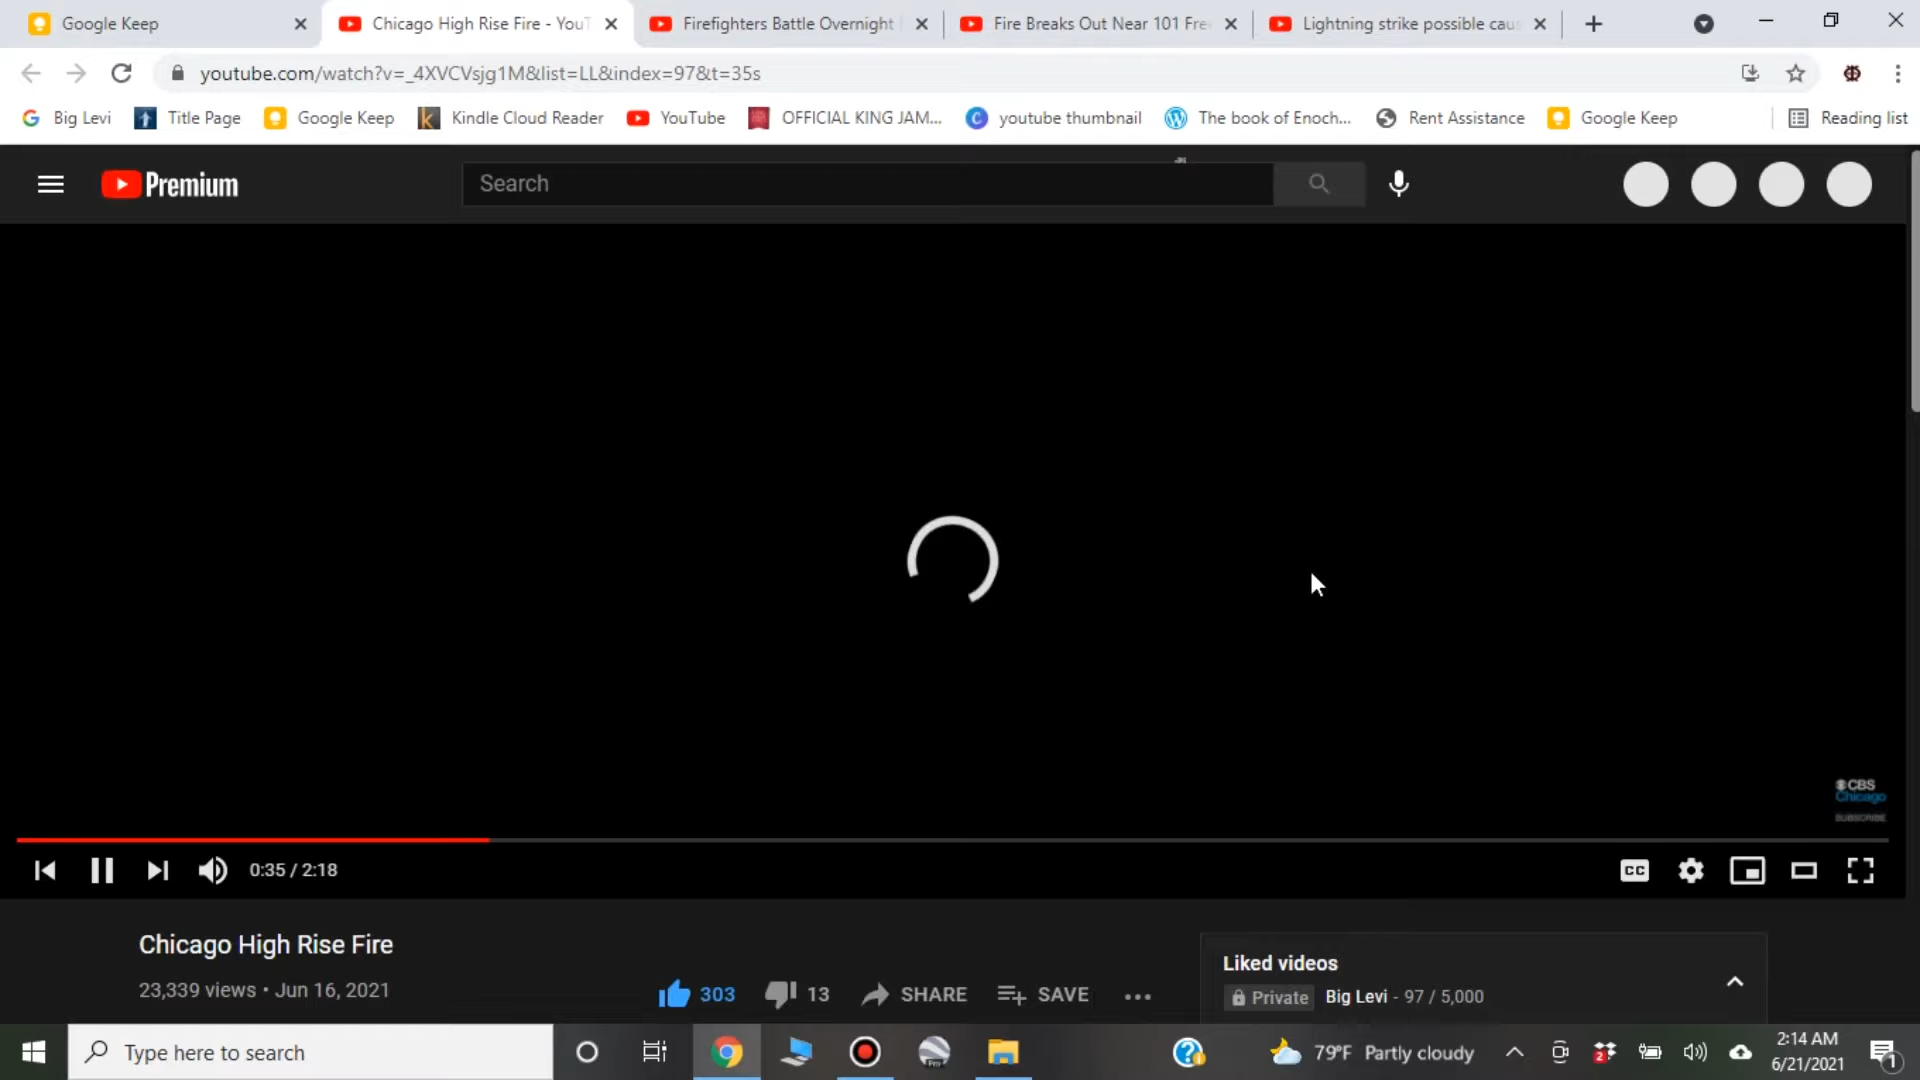 Google Keep
Chicago High Rise Fire - YouT
Firefighters Battle Overnight
Fire Breaks Out Near 101 Fre
Lightning strike possible cau
youtube.com/watch?v=_4XVCVsjg1M&list=LL&index=97&t=35s
Big Levi
Title Page
Google Keep
Kindle Cloud Reader
YouTube
OFFICIAL KING JAM...
youtube thumbnail
The book of Enoch...
Rent Assistance
Google Keep
Reading list
Premium
Search
CBS
Chicago
SUBSCRIBE
0:35 / 2:18
CC
Chicago High Rise Fire
23,339 views • Jun 16, 2021
303
13
SHARE
SAVE
Liked videos
Private Big Levi - 97 / 5,000
Type here to search
79°F Partly cloudy
2
2:14 AM
6/21/2021
1